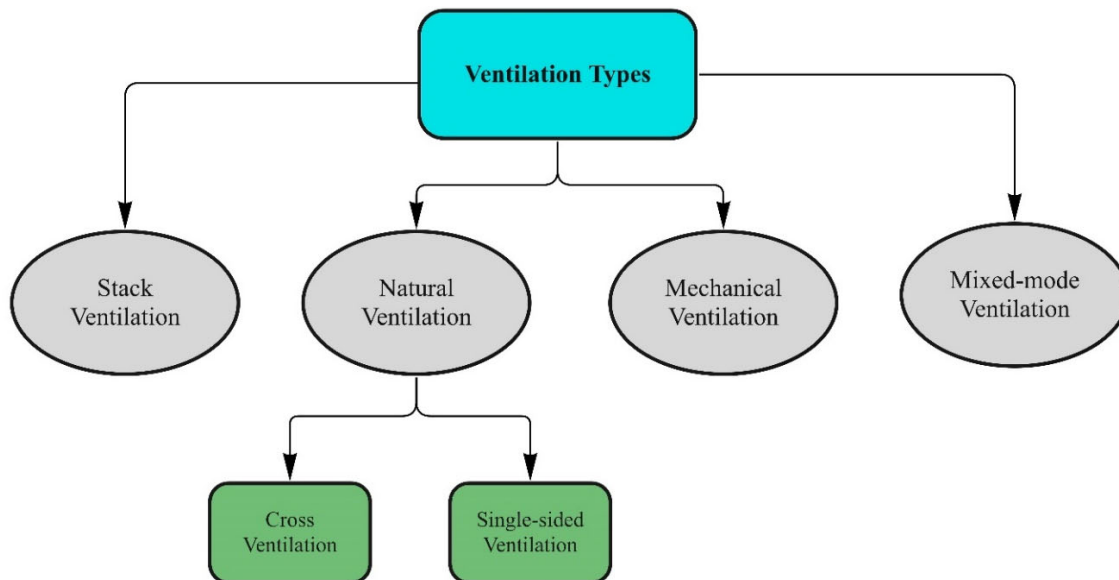 Ventilation Types
Stack
Ventilation
Natural
Ventilation
Mechanical
Ventilation
Mixed-mode
Ventilation
Cross
Ventilation
Single-sided
Ventilation